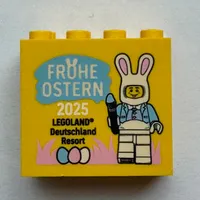 FROHE
OSTERN
2025
LEGOLAND®
Deutschland
Resort